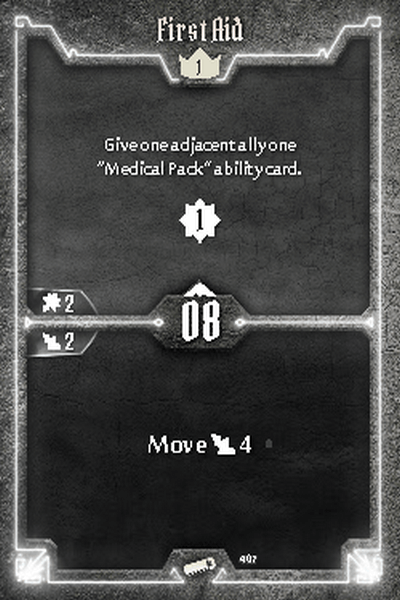 First Aid
1
Give one adjacent ally one
"Medical Pack" ability card.
1
2
08
2
Move 4
407